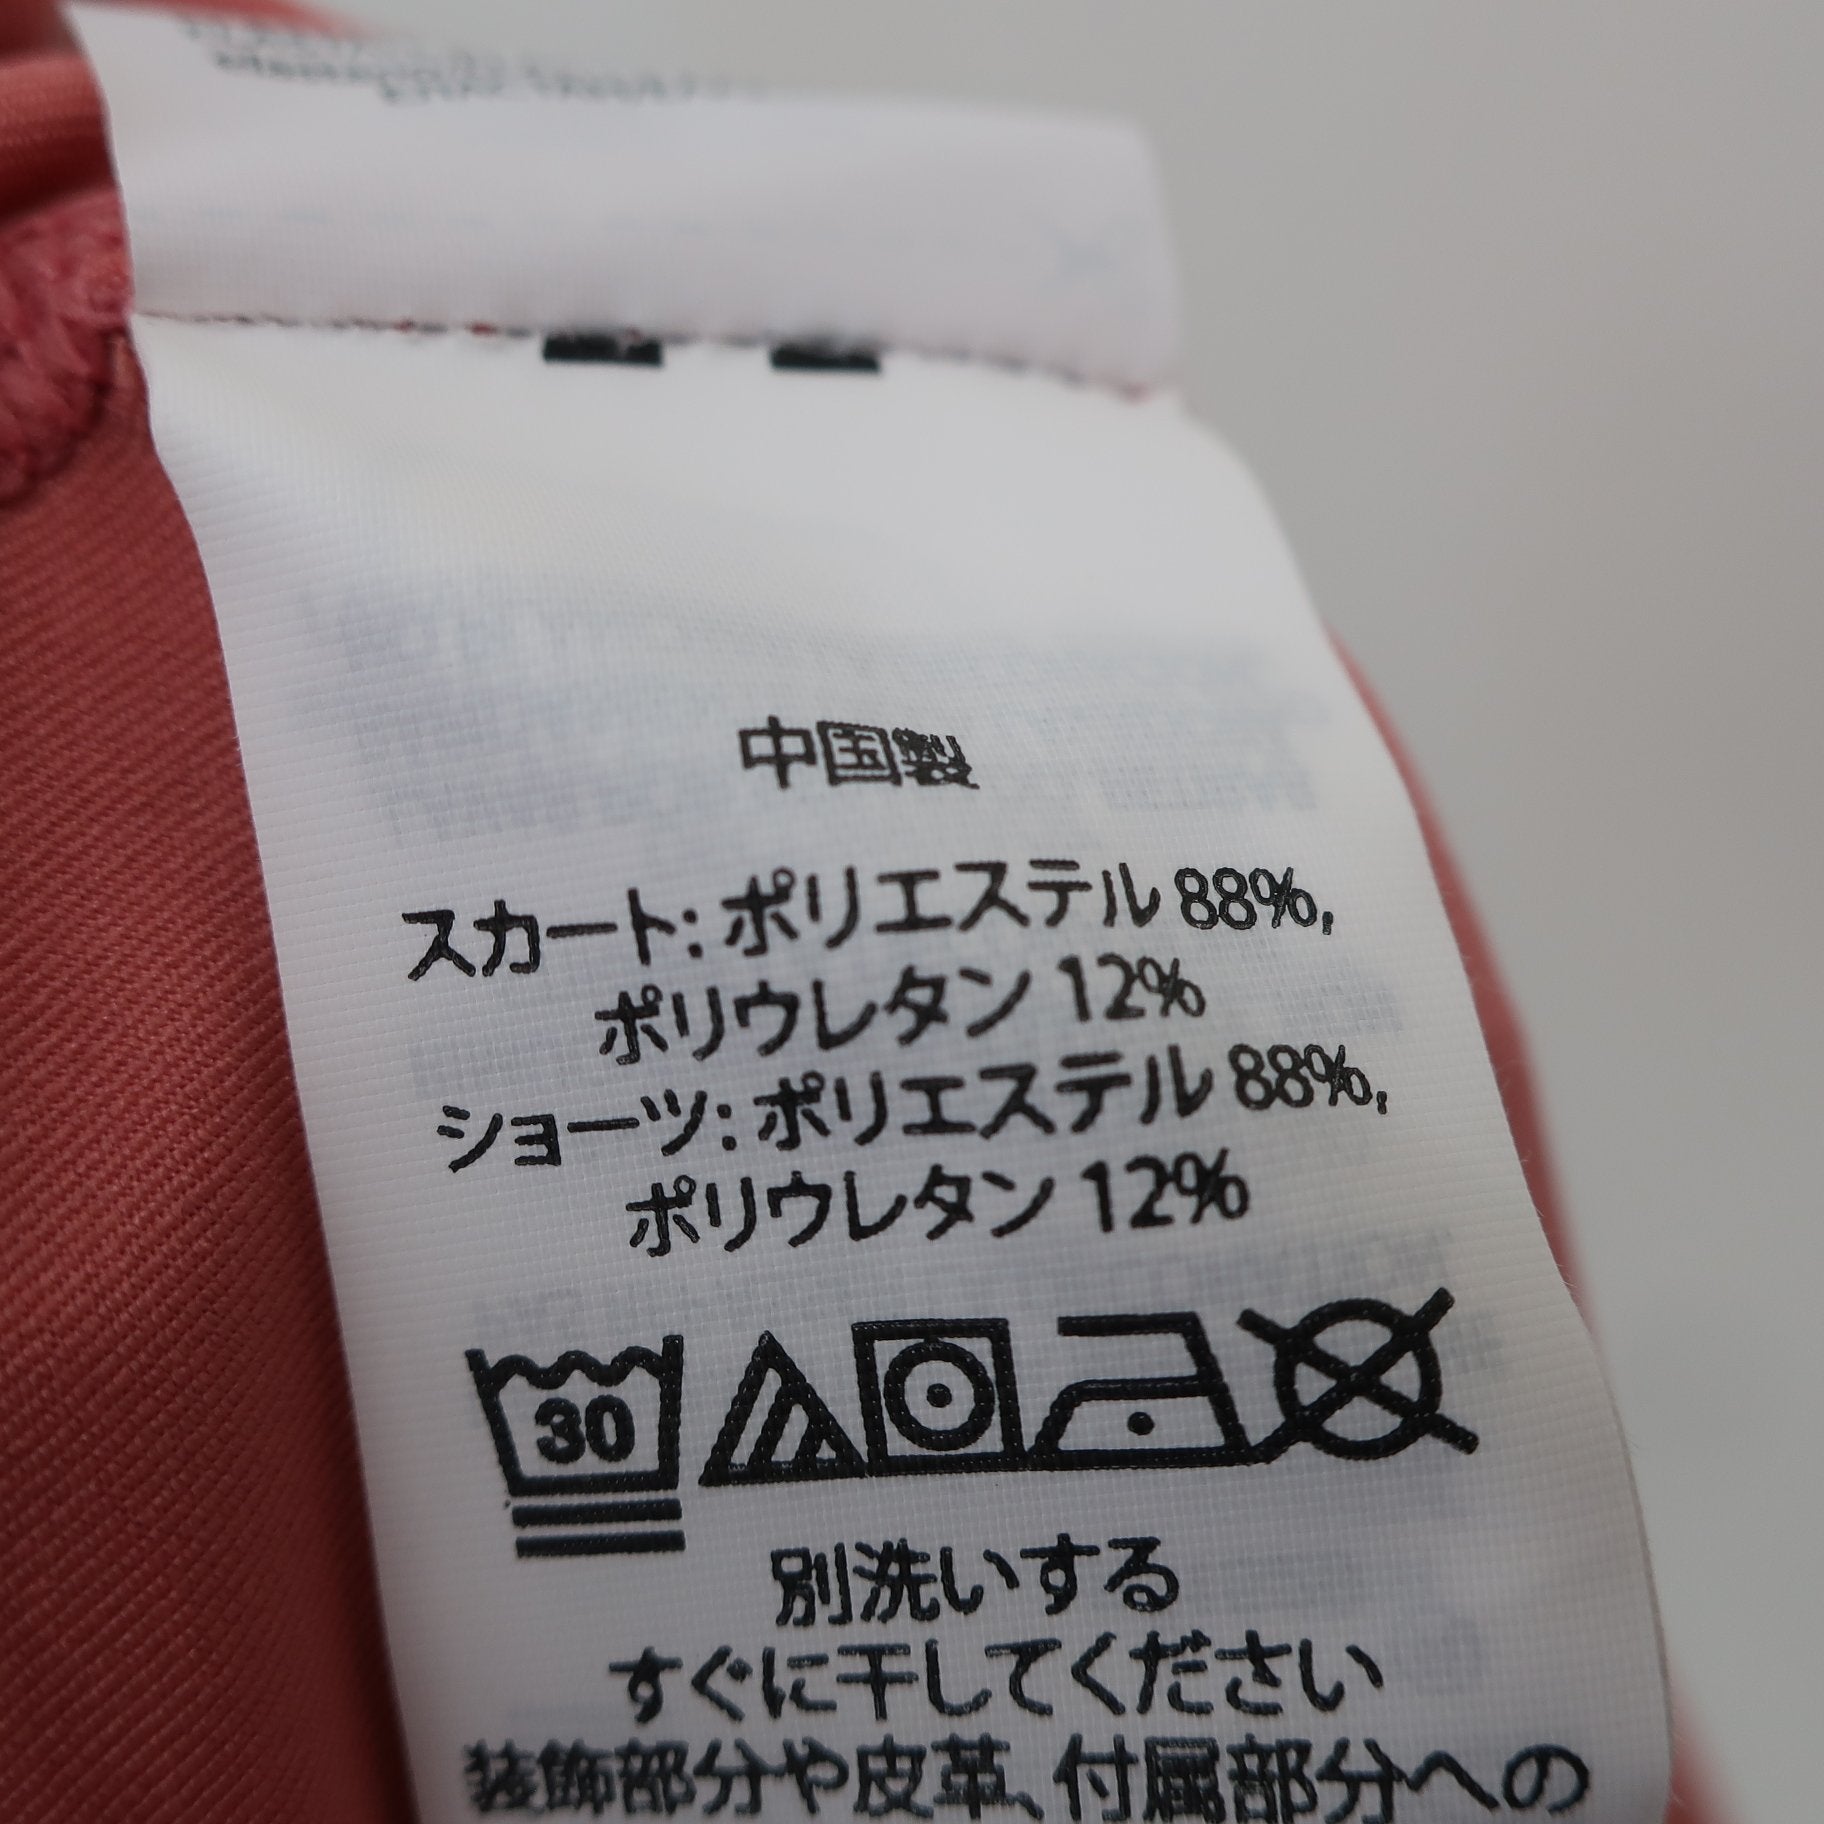 中国製
スカート: ポリエステル 88%,
ポリウレタン 12%
ショーツ: ポリエステル 88%,
ポリウレタン 12%
30
別洗いする
すぐに干してください
装飾部分や皮革、付属部分への